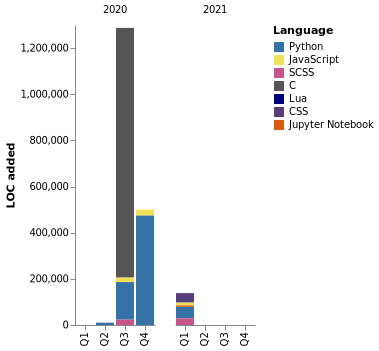 2020
2021
LOC added
1,200,000
1,000,000
800,000
600,000
400,000
200,000
0
Q1
Q2
Q3
Q4
Q1
Q2
Q3
Q4
Language
Python
JavaScript
SCSS
C
Lua
CSS
Jupyter Notebook